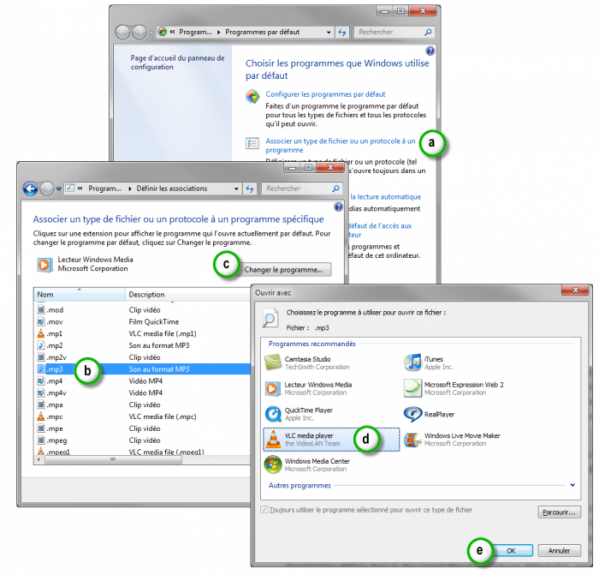 Program... ▸ Programmes par défaut
Rechercher
Page d'accueil du panneau de
configuration
Choisir les programmes que Windows utilise
par défaut
Configurer les programmes par défaut
Faites d'un programme le programme par défaut
pour tous les types de fichiers et tous les protocoles
qu'il peut ouvrir.
Associer un type de fichier ou un protocole à un
programme
a
type de fichier ou un protocole (tel
s'ouvre toujours dans un
la lecture automatique
dias automatiquement
défaut de l'accès aux
teur
programmes et
défaut de cet ordinateur.
Program... ▸ Définir les associations
Rechercher
Associer un type de fichier ou un protocole à un programme spécifique
Cliquez sur une extension pour afficher le programme qui l'ouvre actuellement par défaut. Pour
changer le programme par défaut, cliquez sur Changer le programme.
Lecteur Windows Media
Microsoft Corporation
c
Changer le programme...
Nom Description
.mod Clip vidéo
.mov Film QuickTime
.mp1 VLC media file (.mp1)
.mp2 Son au format MP3
.mp2v Clip vidéo
.mp3 Son au format MP3
b
.mp4 Vidéo MP4
.mp4v Vidéo MP4
.mpa Clip vidéo
.mpc VLC media file (.mpc)
.mpe Clip vidéo
.mpeg Clip vidéo
.mpeg1 VLC media file (.mpeg1)
Ouvrir avec
Choisissez le programme à utiliser pour ouvrir ce fichier :
Fichier : .mp3
Programmes recommandés
Camtasia Studio
TechSmith Corporation
iTunes
Apple Inc.
Lecteur Windows Media
Microsoft Corporation
Microsoft Expression Web 2
Microsoft Corporation
QuickTime Player
Apple Inc.
RealPlayer
VLC media player
the VideoLAN Team
d
Windows Live Movie Maker
Microsoft Corporation
Windows Media Center
Microsoft Corporation
Autres programmes
Toujours utiliser le programme sélectionné pour ouvrir ce type de fichier
Parcourir...
e
OK
Annuler